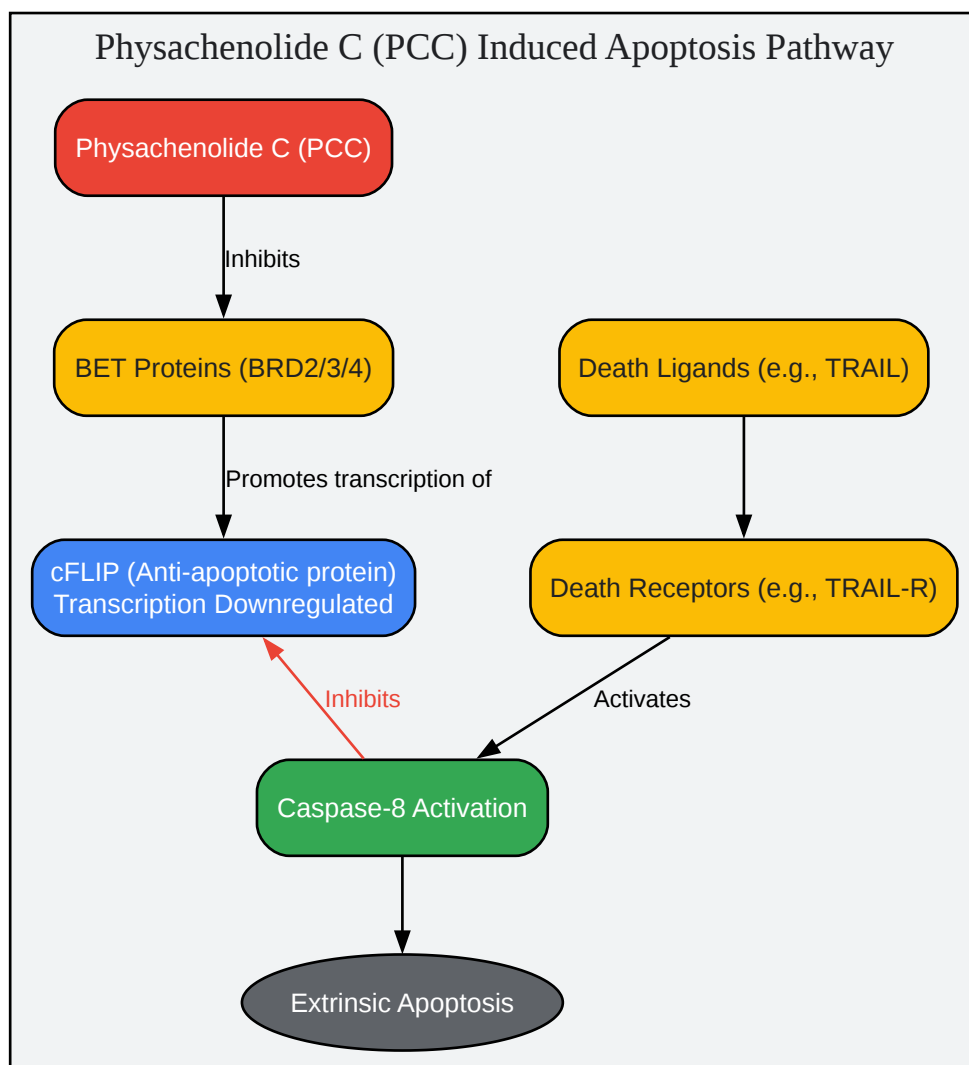 Physachenolide C (PCC) Induced Apoptosis Pathway
Physachenolide C (PCC)
Inhibits
BET Proteins (BRD2/3/4)
Death Ligands (e.g., TRAIL)
Promotes transcription of
cFLIP (Anti-apoptotic protein)
Transcription Downregulated
Death Receptors (e.g., TRAIL-R)
Inhibits
Activates
Caspase-8 Activation
Extrinsic Apoptosis